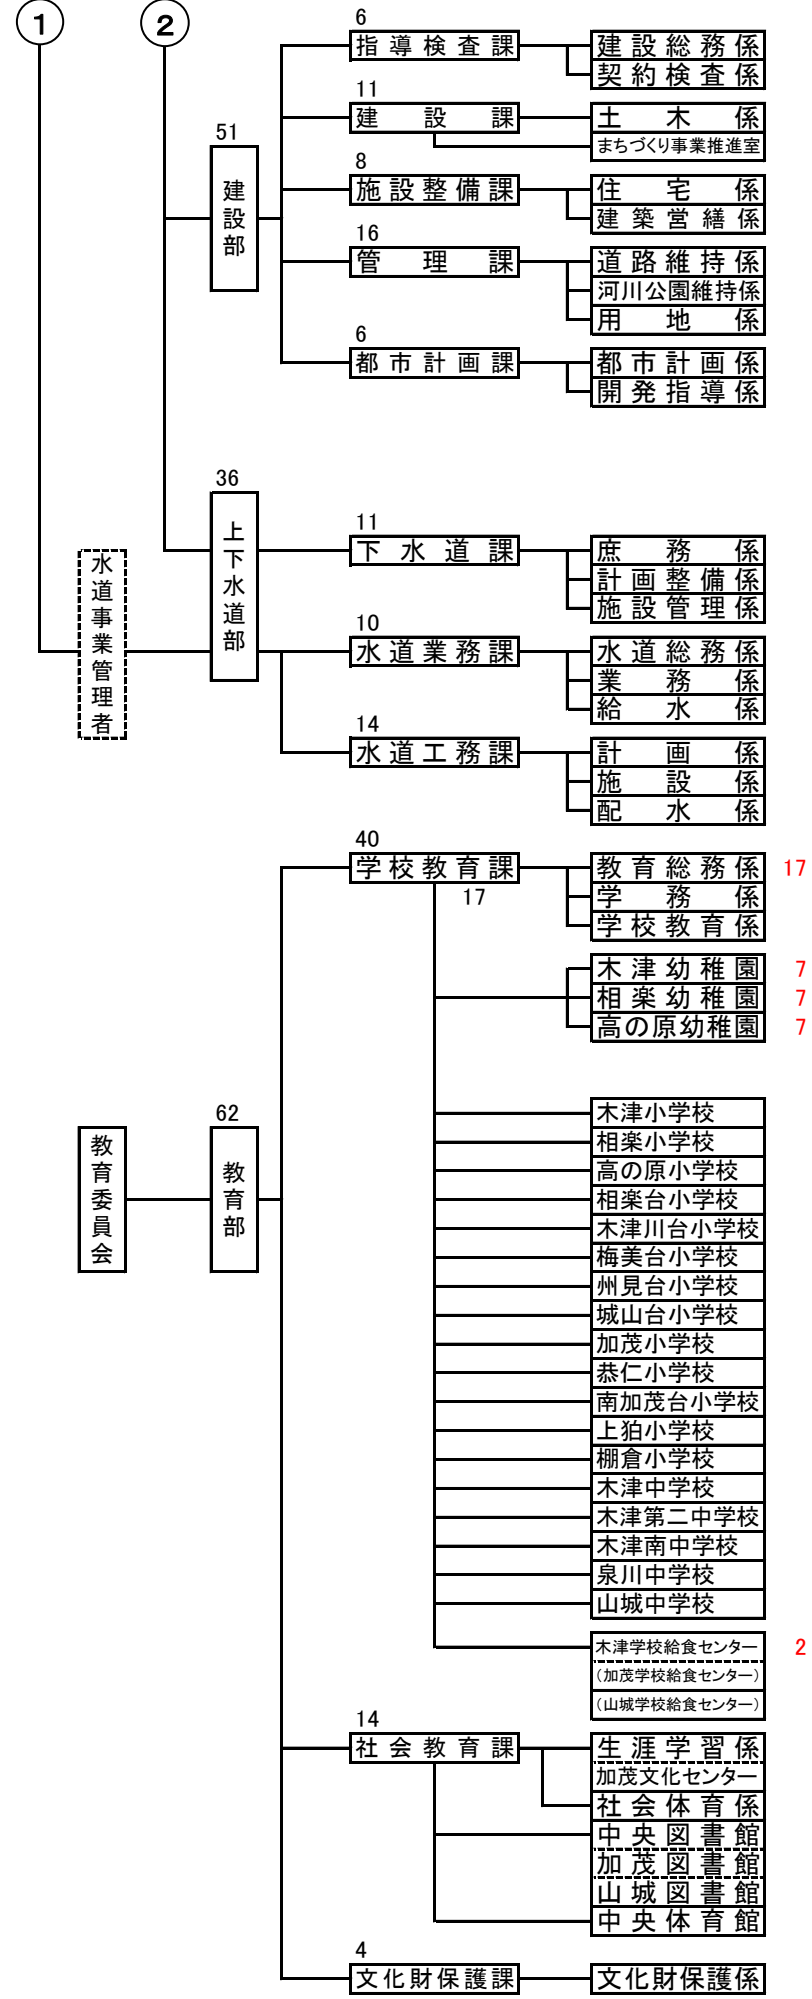 1
2
6
指導検査課
建設総務係
契約検査係
11
建設課
土木係
まちづくり事業推進室
51
建設部
8
施設整備課
住宅係
建築営繕係
16
管理課
道路維持係
河川公園維持係
用地係
6
都市計画課
都市計画係
開発指導係
36
上下水道部
水道事業管理者
11
下水道課
庶務係
計画整備係
施設管理係
10
水道業務課
水道総務係
業務係
給水係
14
水道工務課
計画係
施設係
配水係
40
学校教育課
17
教育総務係 17
学務係
学校教育係
木津幼稚園 7
相楽幼稚園 7
高の原幼稚園 7
教育委員会
62
教育部
木津小学校
相楽小学校
高の原小学校
相楽台小学校
木津川台小学校
梅美台小学校
州見台小学校
城山台小学校
加茂小学校
恭仁小学校
南加茂台小学校
上狛小学校
棚倉小学校
木津中学校
木津第二中学校
木津南中学校
泉川中学校
山城中学校
木津学校給食センター 2
(加茂学校給食センター)
(山城学校給食センター)
14
社会教育課
生涯学習係
加茂文化センター
社会体育係
中央図書館
加茂図書館
山城図書館
中央体育館
4
文化財保護課
文化財保護係